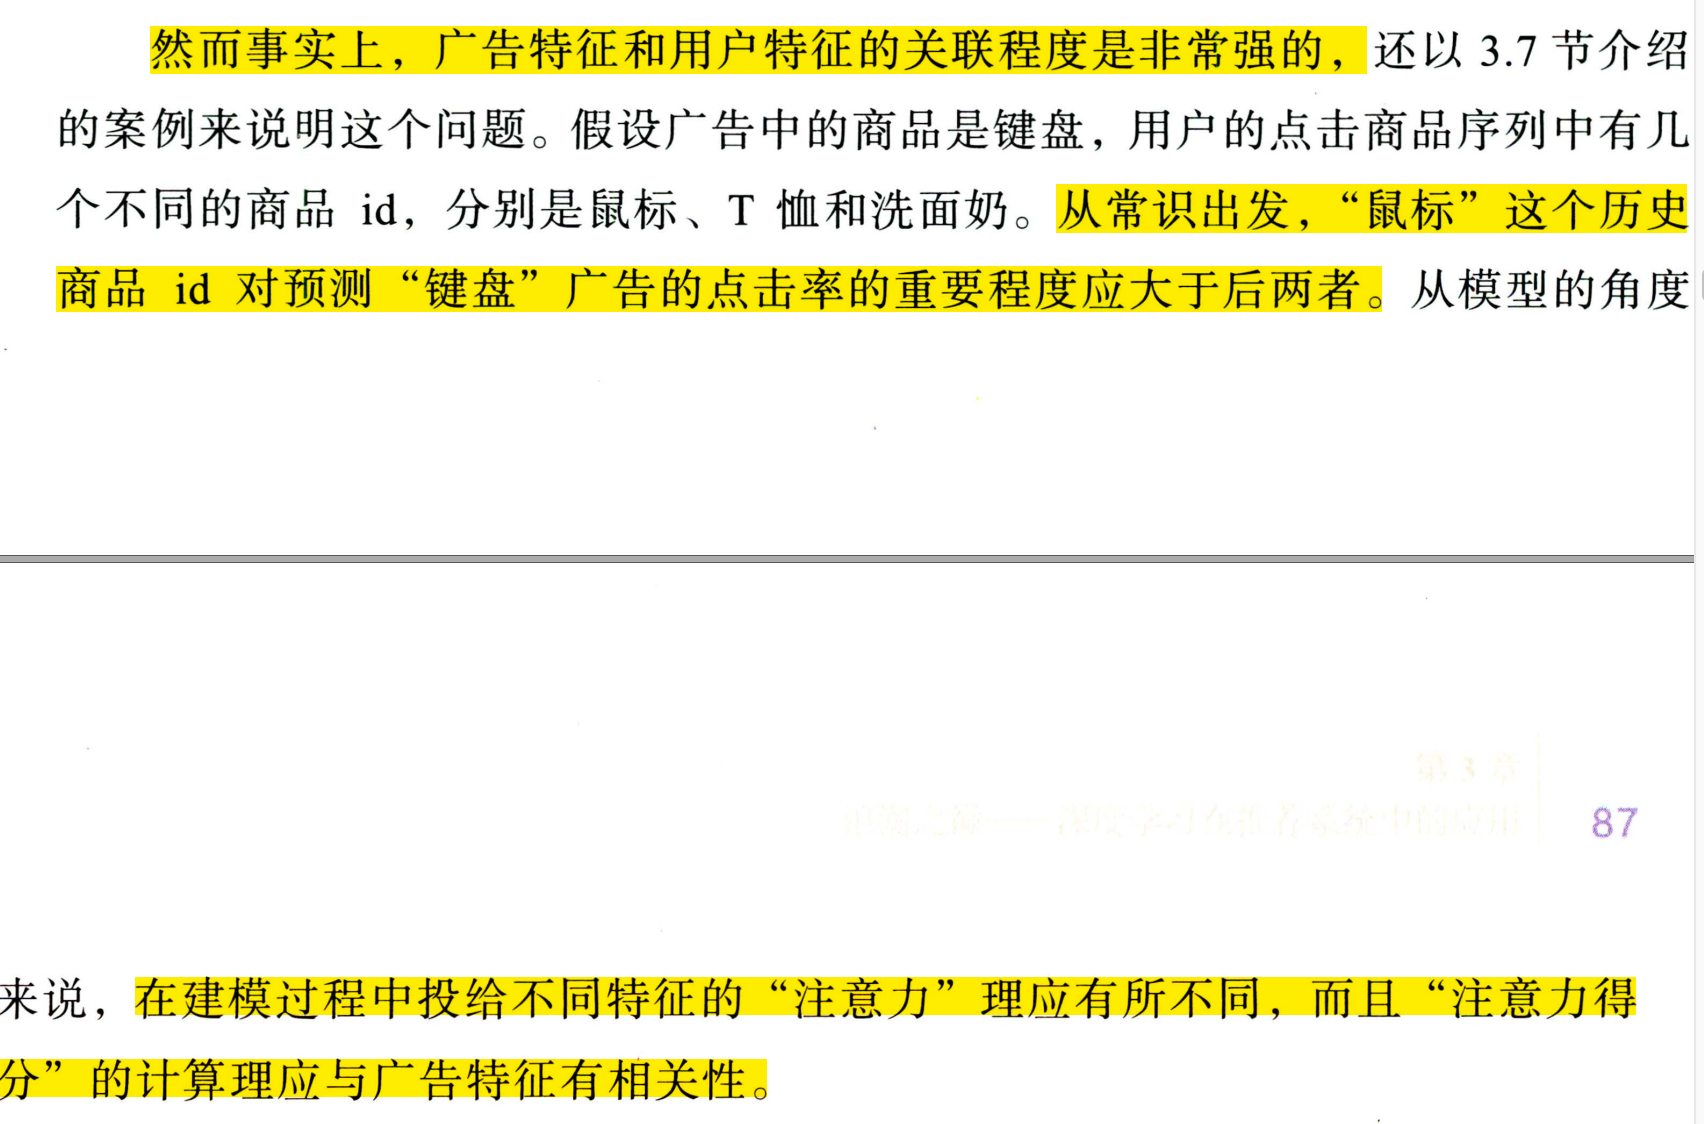 然而事实上，广告特征和用户特征的关联程度是非常强的，还以 3.7 节介绍
的案例来说明这个问题。假设广告中的商品是键盘，用户的点击商品序列中有几
个不同的商品 id，分别是鼠标、T 恤和洗面奶。从常识出发，“鼠标”这个历史
商品 id 对预测“键盘”广告的点击率的重要程度应大于后两者。从模型的角度
第 3 章
浪潮之巅——深度学习在推荐系统中的应用
87
来说，在建模过程中投给不同特征的“注意力”理应有所不同，而且“注意力得
分”的计算理应与广告特征有相关性。